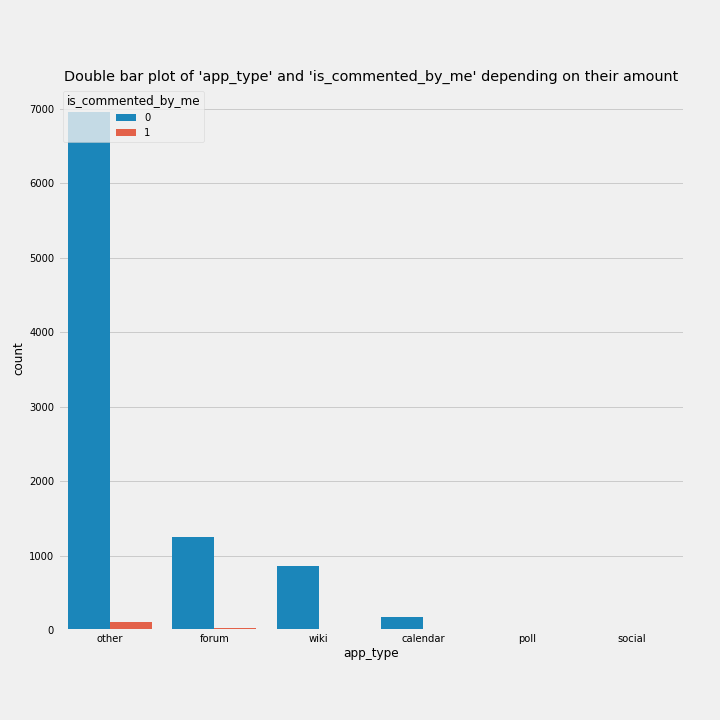 Double bar plot of 'app_type' and 'is_commented_by_me' depending on their amount
is_commented_by_me
0
1
7000
6000
5000
4000
3000
2000
1000
0
count
other forum wiki calendar poll social
app_type